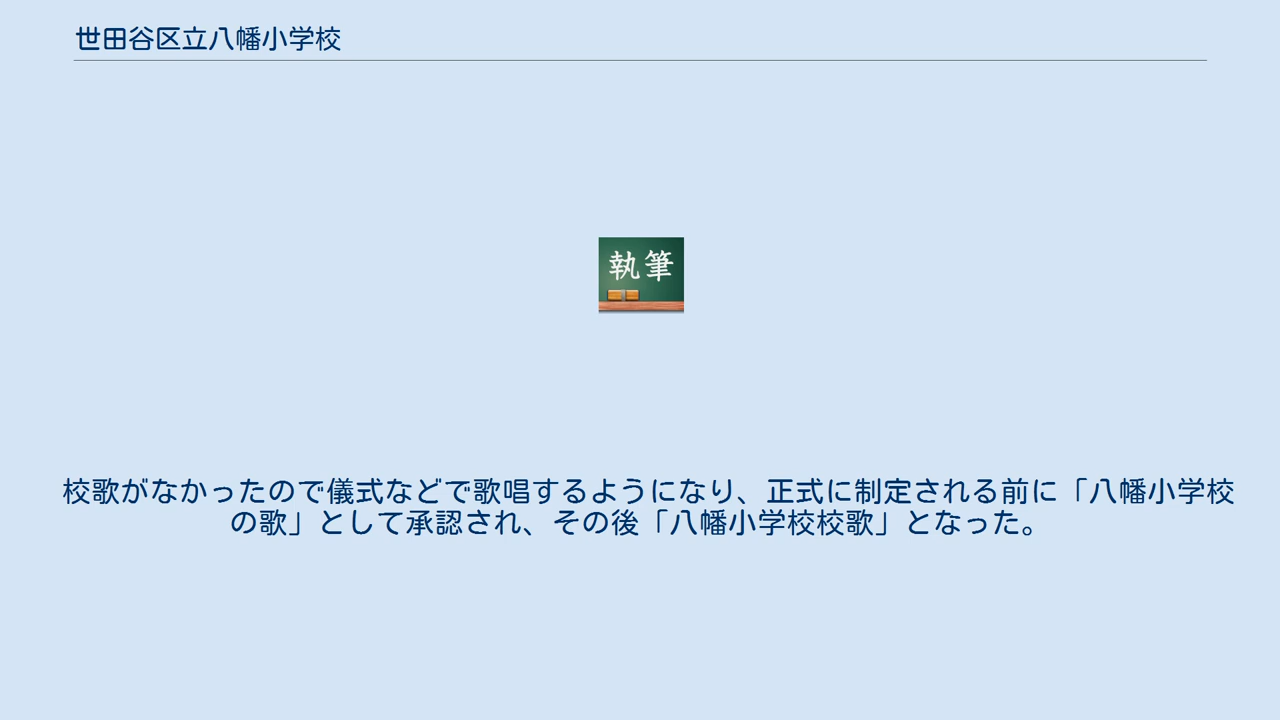 世田谷区立八幡小学校
執筆
校歌がなかったので儀式などで歌唱するようになり、正式に制定される前に「八幡小学校
の歌」として承認され、その後「八幡小学校校歌」となった。